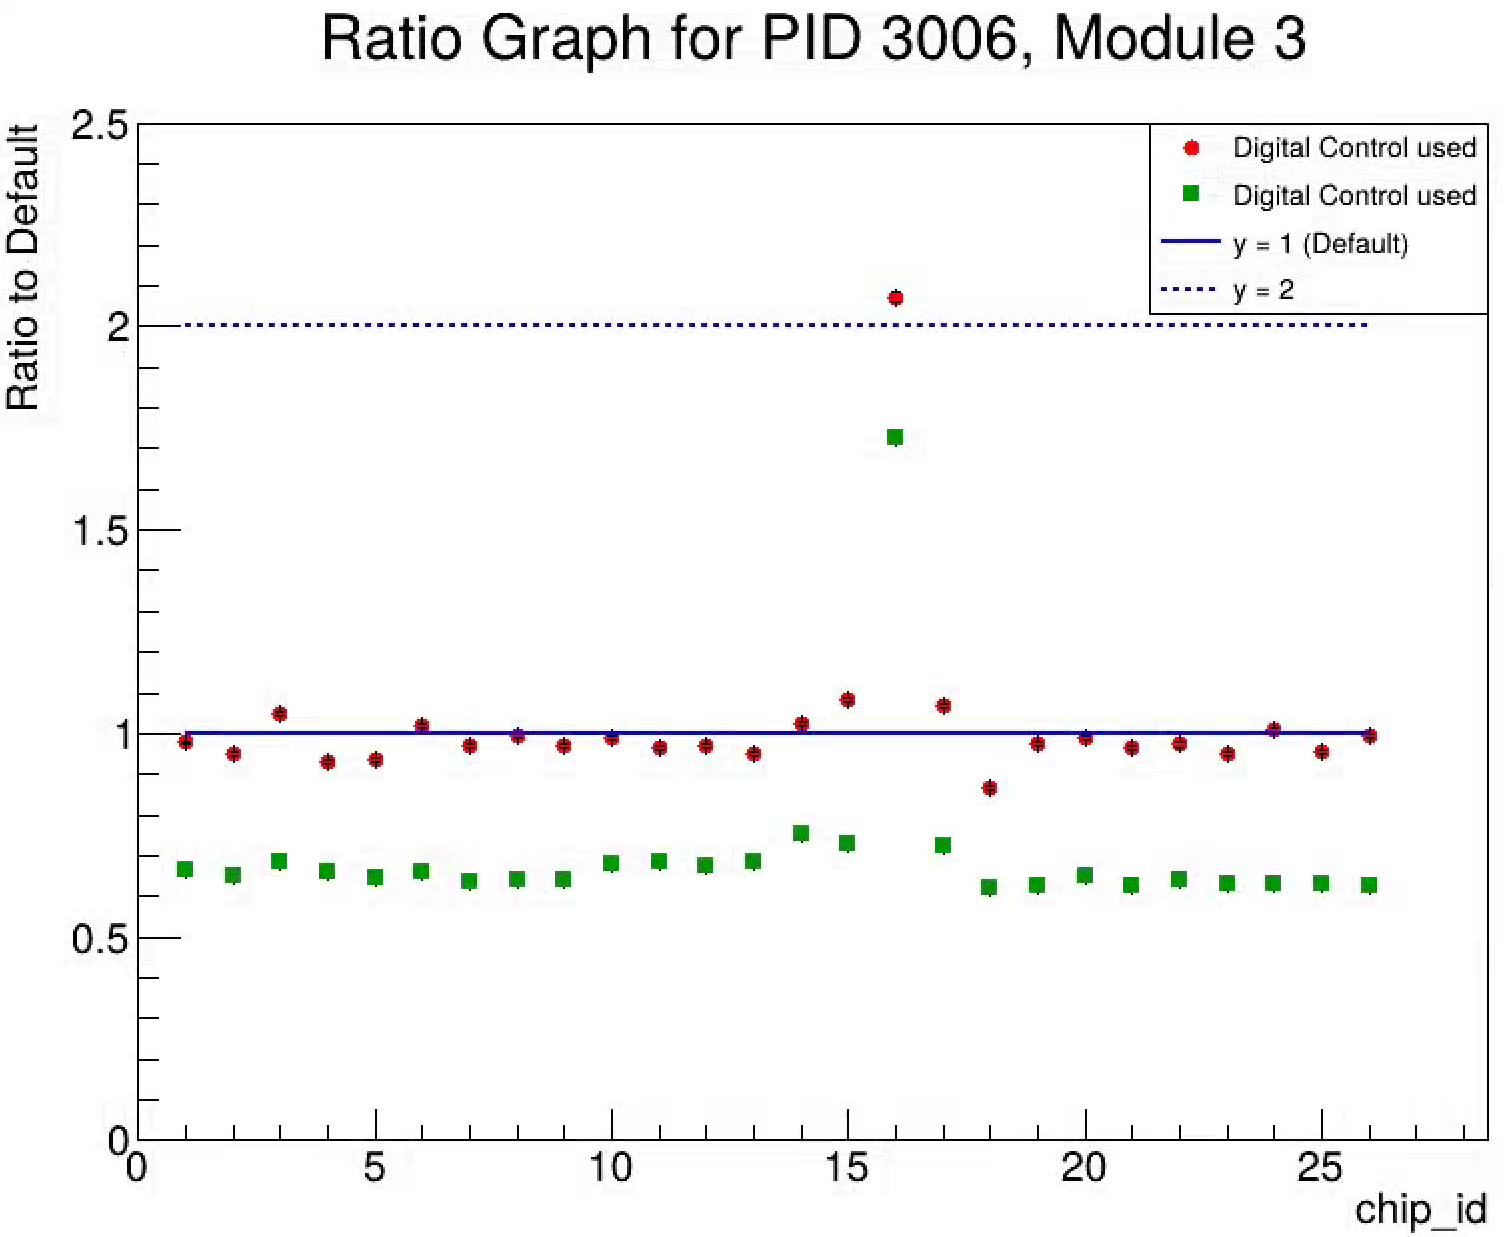 Ratio Graph for PID 3006, Module 3
Ratio to Default
2.5
2
1.5
1
0.5
0
Digital Control used
Digital Control used
y = 1 (Default)
y = 2
0 5 10 15 20 25
chip_id